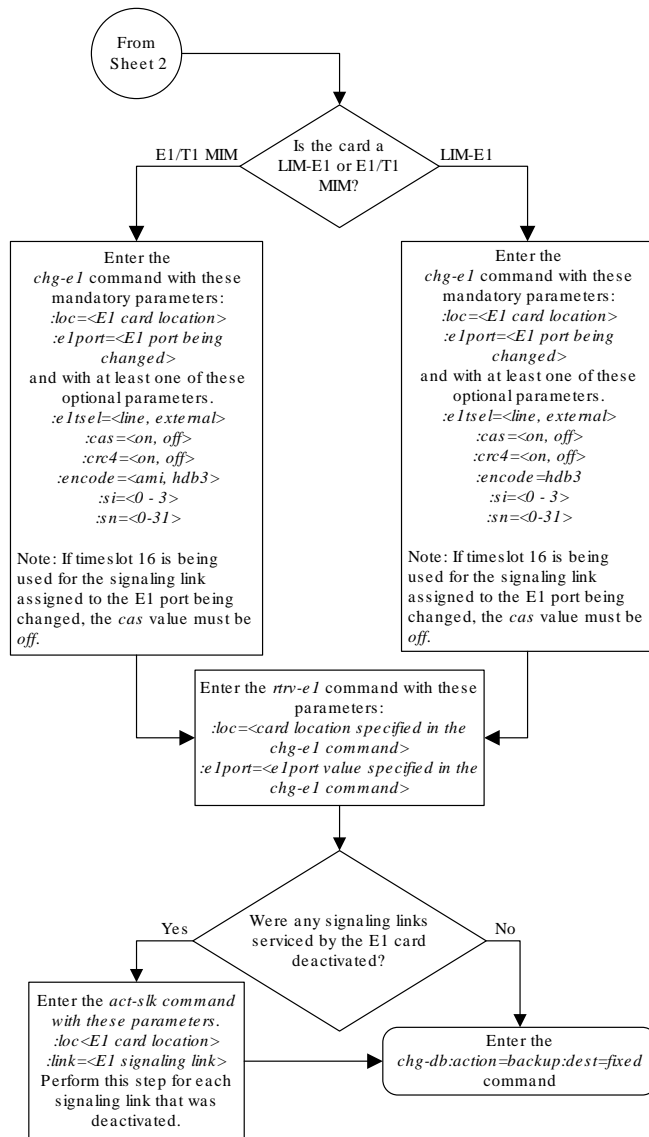 From
Sheet 2
Is the card a
LIM-E1 or E1/T1
MIM?
E1/T1 MIM
LIM-E1
Enter the
chg-e1 command with these
mandatory parameters:
:loc=<E1 card location>
:e1port=<E1 port being
changed>
and with at least one of these
optional parameters.
:e1tsel=<line, external>
:cas=<on, off>
:crc4=<on, off>
:encode=<ami, hdb3>
:si=<0 - 3>
:sn=<0-31>
Note: If timeslot 16 is being
used for the signaling link
assigned to the E1 port being
changed, the cas value must be
off.
Enter the
chg-e1 command with these
mandatory parameters:
:loc=<E1 card location>
:e1port=<E1 port being
changed>
and with at least one of these
optional parameters.
:e1tsel=<line, external>
:cas=<on, off>
:crc4=<on, off>
:encode=hdb3
:si=<0 - 3>
:sn=<0-31>
Note: If timeslot 16 is being
used for the signaling link
assigned to the E1 port being
changed, the cas value must be
off.
Enter the rtrv-e1 command with these
parameters:
:loc=<card location specified in the
chg-e1 command>
:e1port=<e1port value specified in the
chg-e1 command>
Were any signaling links
serviced by the E1 card
deactivated?
Yes
No
Enter the act-slk command
with these parameters.
:loc<E1 card location>
:link=<E1 signaling link>
Perform this step for each
signaling link that was
deactivated.
Enter the
chg-db:action=backup:dest=fixed
command